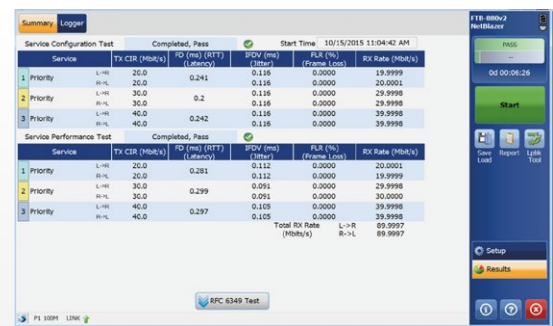 Summary Logger
Service Configuration Test Completed, Pass Start Time 10/15/2015 11:04:42 AM
Service TX CIR (Mbit/s) FD (ms) (RTT) (Latency) IFDV (ms) (Jitter) FLR (%) (Frame Loss) RX Rate (Mbit/s)
1 Priority L->R 20.0 0.241 0.116 0.0000 19.9999
R->L 20.0 0.116 0.0000 20.0001
2 Priority L->R 30.0 0.2 0.116 0.0000 29.9998
R->L 30.0 0.116 0.0000 29.9998
3 Priority L->R 40.0 0.242 0.116 0.0000 39.9998
R->L 40.0 0.116 0.0000 39.9998
Service Performance Test Completed, Pass
Service TX CIR (Mbit/s) FD (ms) (RTT) (Latency) IFDV (ms) (Jitter) FLR (%) (Frame Loss) RX Rate (Mbit/s)
1 Priority L->R 20.0 0.281 0.112 0.0000 20.0001
R->L 20.0 0.112 0.0000 19.9999
2 Priority L->R 30.0 0.299 0.091 0.0000 29.9998
R->L 30.0 0.091 0.0000 30.0000
3 Priority L->R 40.0 0.297 0.105 0.0000 39.9998
R->L 40.0 0.105 0.0000 39.9998
Total RX Rate L->R 89.9997
(Mbits/s) R->L 89.9997
RFC 6349 Test
P1 100M LINK
FTB-880v2
NetBlazer
PASS
--
0d 00:06:26
Start
Save Load
Report
Lpbk Tool
Setup
Results